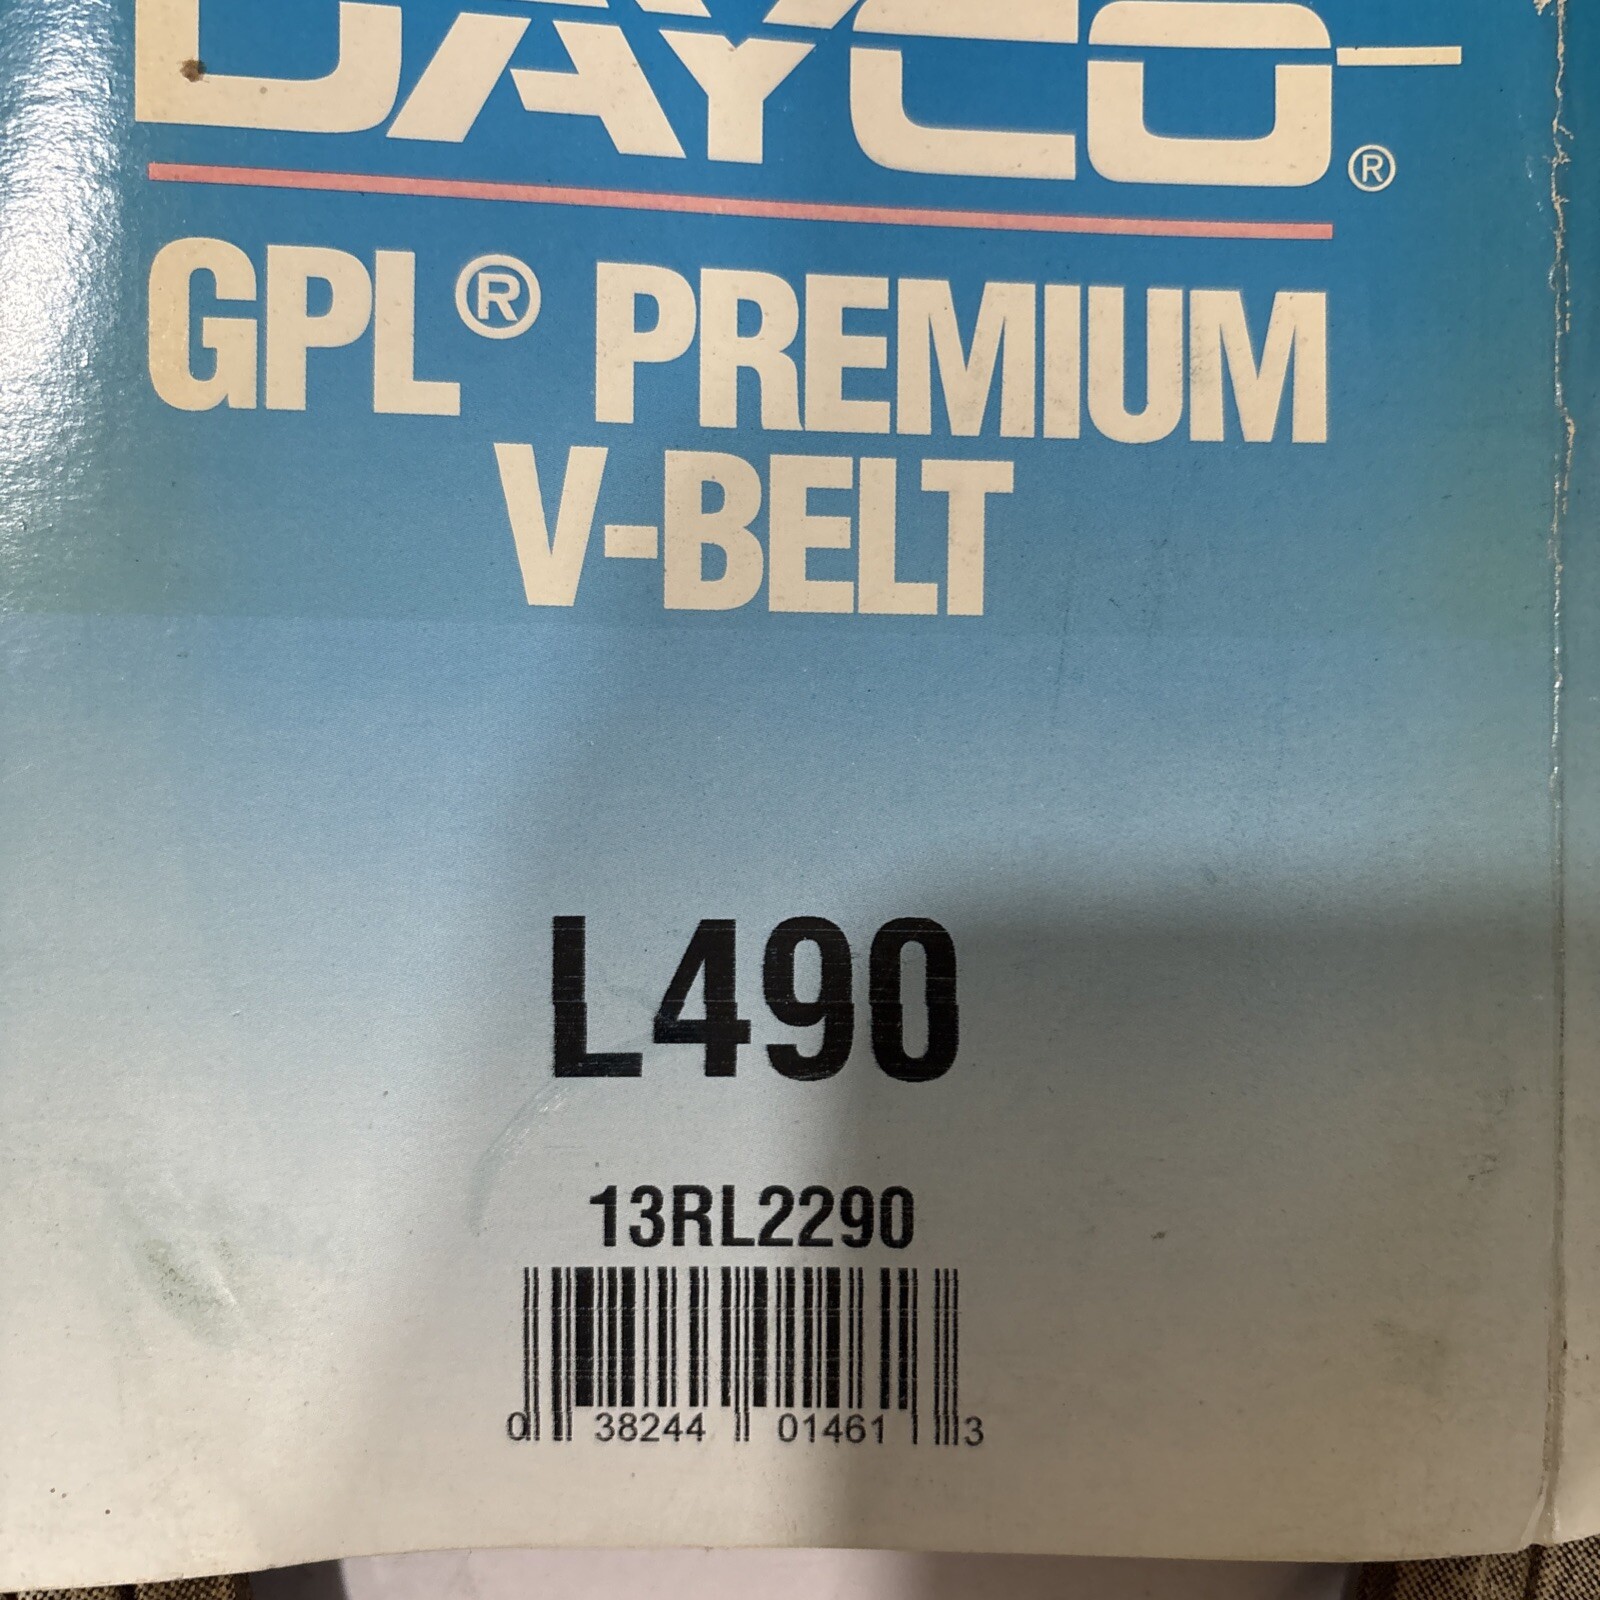 DAYCO®
GPL® PREMIUM
V-BELT
L490
13RL2290
0 38244 01461 3